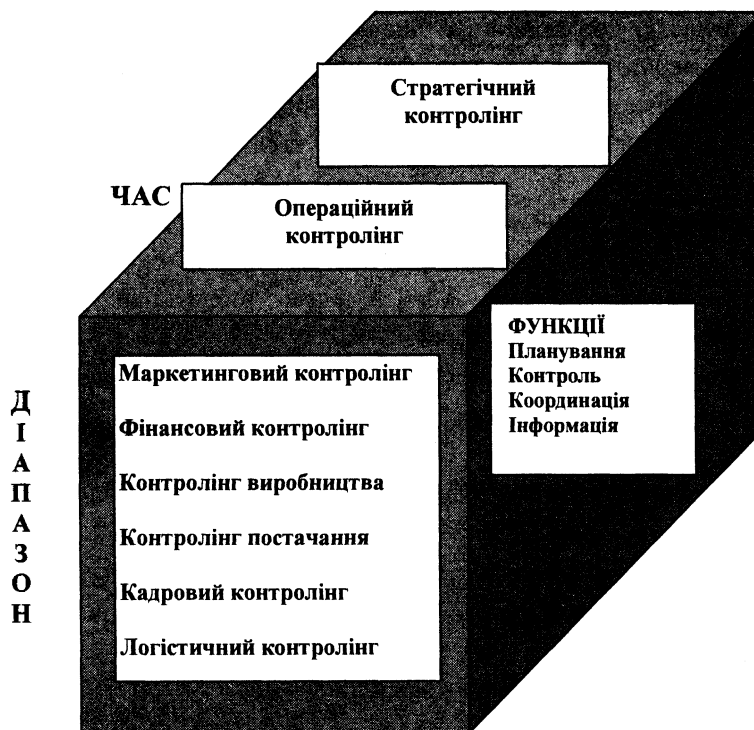 Стратегічний
контролінг
ЧАС
Операційний
контролінг
ДІАПАЗОН
Маркетинговий контролінг
Фінансовий контролінг
Контролінг виробництва
Контролінг постачання
Кадровий контролінг
Логістичний контролінг
ФУНКЦІЇ
Планування
Контроль
Координація
Інформація